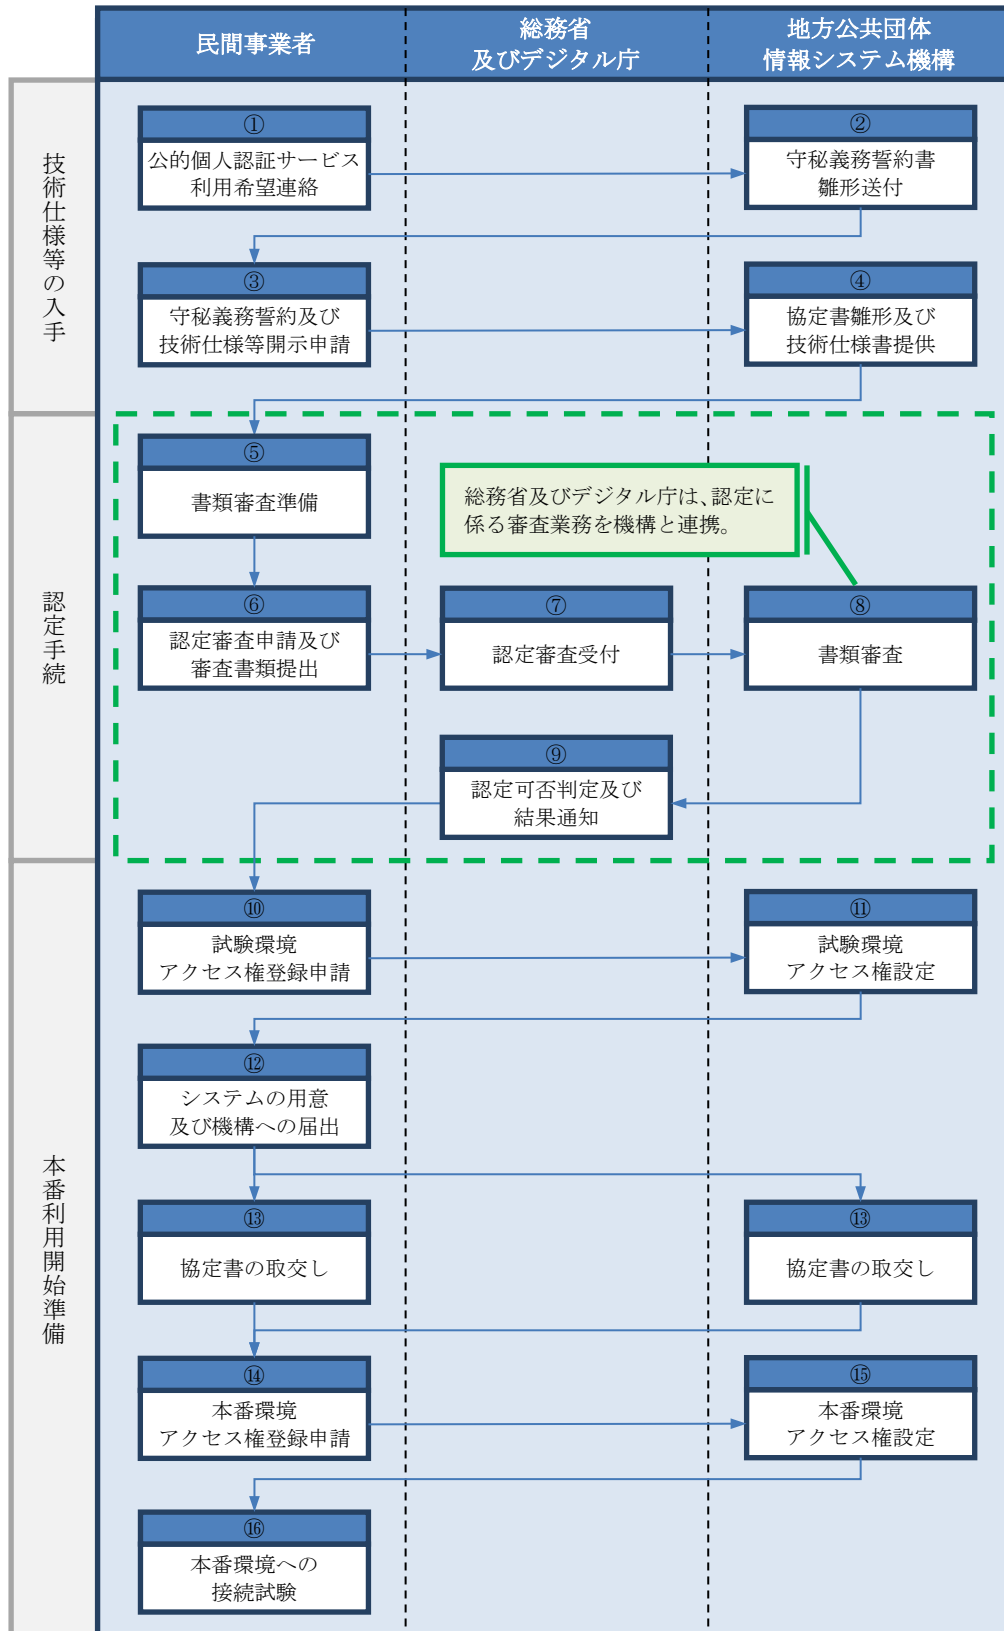 民間事業者
総務省
及びデジタル庁
地方公共団体
情報システム機構
技術仕様等の入手
①
公的個人認証サービス
利用希望連絡
②
守秘義務誓約書
雛形送付
③
守秘義務誓約及び
技術仕様等開示申請
④
協定書雛形及び
技術仕様書提供
認定手続
⑤
書類審査準備
総務省及びデジタル庁は、認定に
係る審査業務を機構と連携。
⑥
認定審査申請及び
審査書類提出
⑦
認定審査受付
⑧
書類審査
⑨
認定可否判定及び
結果通知
本番利用開始準備
⑩
試験環境
アクセス権登録申請
⑪
試験環境
アクセス権設定
⑫
システムの用意
及び機構への届出
⑬
協定書の取交し
⑬
協定書の取交し
⑭
本番環境
アクセス権登録申請
⑮
本番環境
アクセス権設定
⑯
本番環境への
接続試験